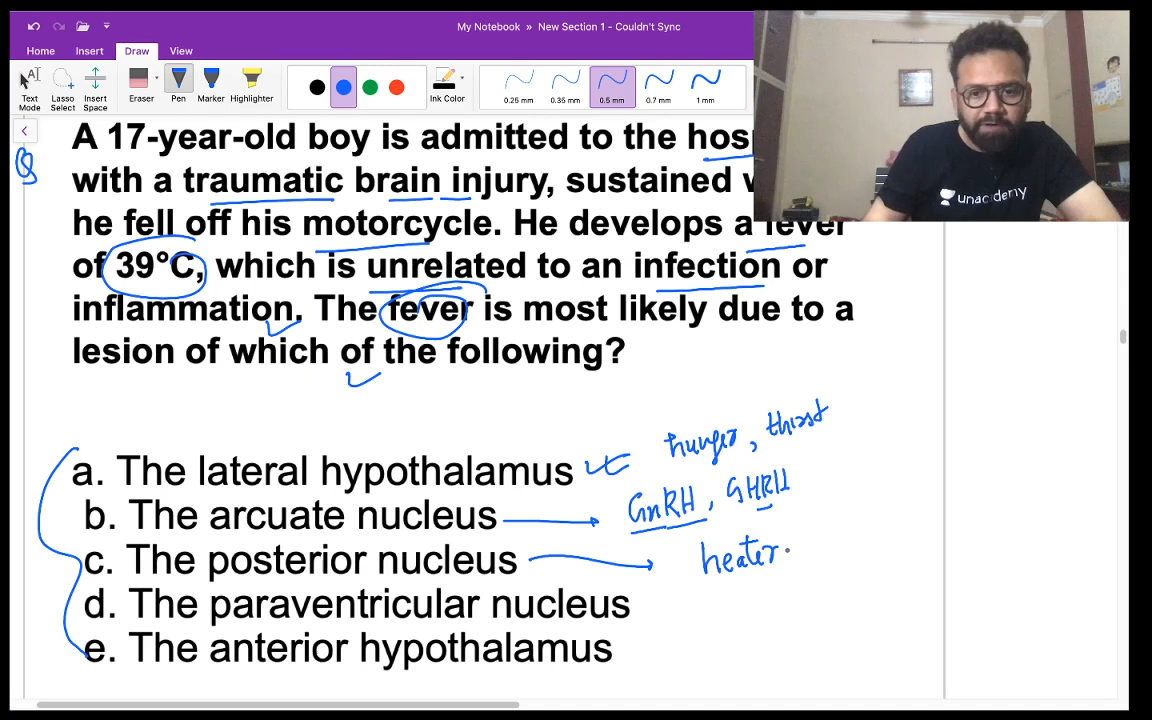 My Notebook » New Section 1 - Couldn't Sync
Home Insert Draw View
Text Mode
Lasso Select
Insert Space
Eraser
Pen
Marker
Highlighter
Ink Color
0.25 mm
0.35 mm
0.5 mm
0.7 mm
1 mm
unacademy
Q
A 17-year-old boy is admitted to the hos
with a traumatic brain injury, sustained
he fell off his motorcycle. He develops a fever
of 39°C, which is unrelated to an infection or
inflammation. The fever is most likely due to a
lesion of which of the following?
hunger, thirst
a. The lateral hypothalamus
GnRH, GHRH
b. The arcuate nucleus
c. The posterior nucleus heater
d. The paraventricular nucleus
e. The anterior hypothalamus